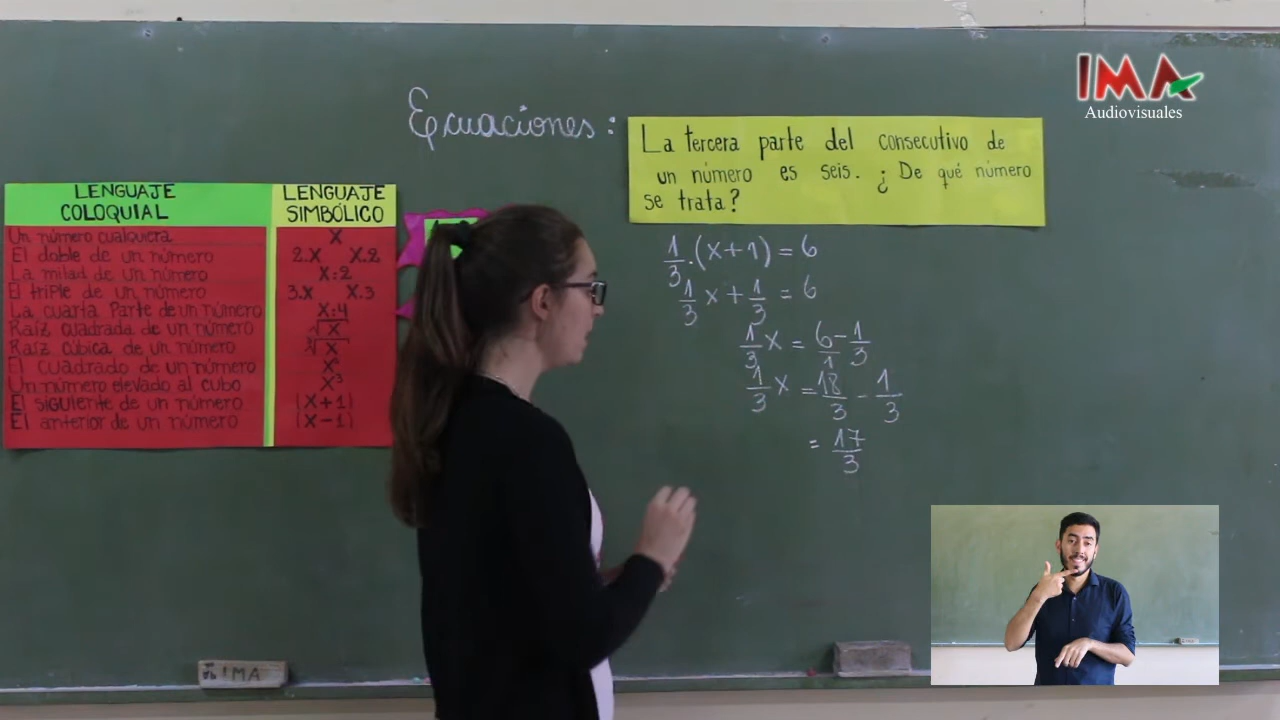 IMA
Audiovisuales
Ecuaciones:
La tercera parte del consecutivo de
un número es seis. ¿De qué número
se trata?
LENGUAJE COLOQUIAL
LENGUAJE SIMBÓLICO
Un número cualquiera x
El doble de un número 2.x x.2
La mitad de un número x:2
El triple de un número 3.x x.3
La cuarta Parte de un número x:4
Raíz cuadrada de un número √x
Raíz cúbica de un número ∛x
El cuadrado de un número x²
Un número elevado al cubo x³
El siguiente de un número (x+1)
El anterior de un número (x-1)
1/3.(x+1)=6
1/3 x+1/3=6
1/3 x=6/1-1/3
1/3 x=18/3-1/3
=17/3
IMA